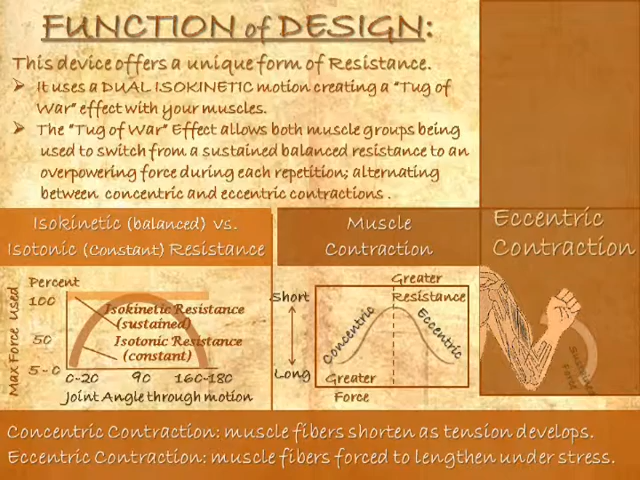 FUNCTION of DESIGN:
This device offers a unique form of Resistance.
➢ It uses a DUAL ISOKINETIC motion creating a "Tug of
War" effect with your muscles.
➢ The "Tug of War" Effect allows both muscle groups being
used to switch from a sustained balanced resistance to an
overpowering force during each repetition; alternating
between concentric and eccentric contractions .
Isokinetic (balanced) vs.
Isotonic (Constant) Resistance
Muscle
Contraction
Eccentric
Contraction
Percent
100
50
5 - 0
Max Force used
Isokinetic Resistance
(sustained)
Isotonic Resistance
(constant)
0-20 90 160-180
Joint Angle through motion
Greater
Resistance
Short
Long
Concentric
Eccentric
Greater
Force
Force
Concentric Contraction: muscle fibers shorten as tension develops.
Eccentric Contraction: muscle fibers forced to lengthen under stress.